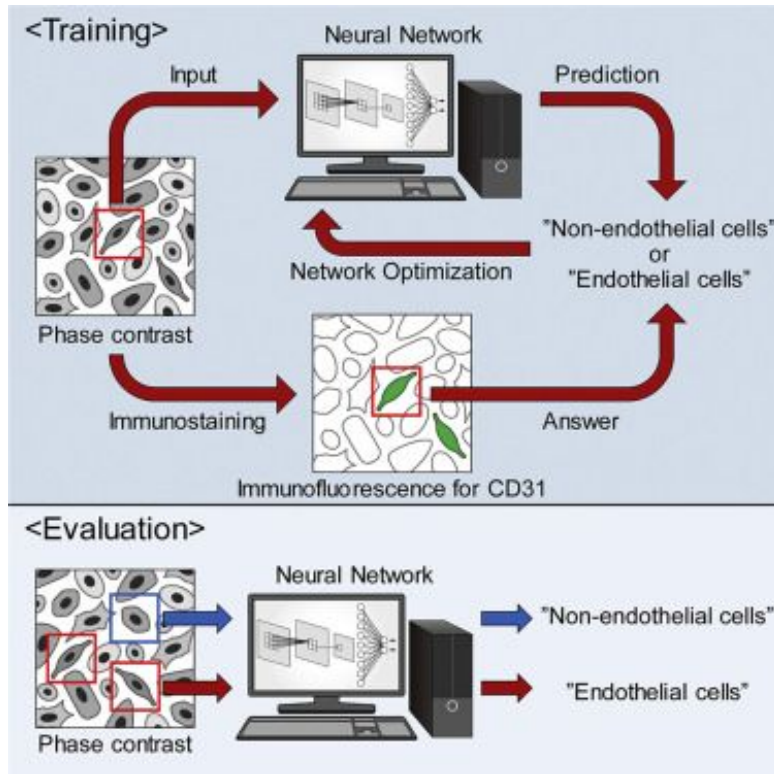 <Training>
Neural Network
Input
Prediction
Phase contrast
"Non-endothelial cells"
or
"Endothelial cells"
Network Optimization
Immunostaining
Answer
Immunofluorescence for CD31
<Evaluation>
Neural Network
"Non-endothelial cells"
"Endothelial cells"
Phase contrast